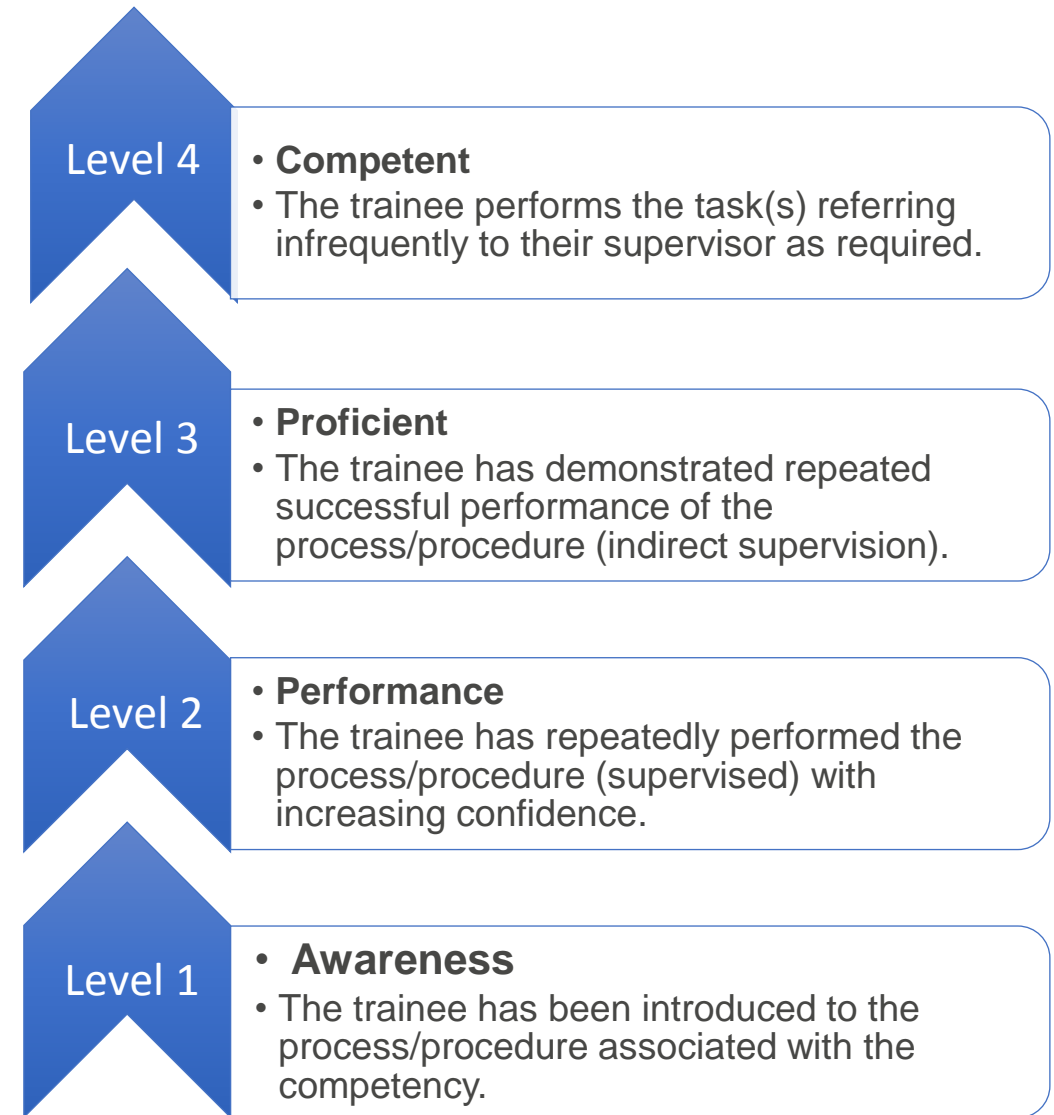 Level 4
• Competent
• The trainee performs the task(s) referring
infrequently to their supervisor as required.
Level 3
• Proficient
• The trainee has demonstrated repeated
successful performance of the
process/procedure (indirect supervision).
Level 2
• Performance
• The trainee has repeatedly performed the
process/procedure (supervised) with
increasing confidence.
Level 1
• Awareness
• The trainee has been introduced to the
process/procedure associated with the
competency.